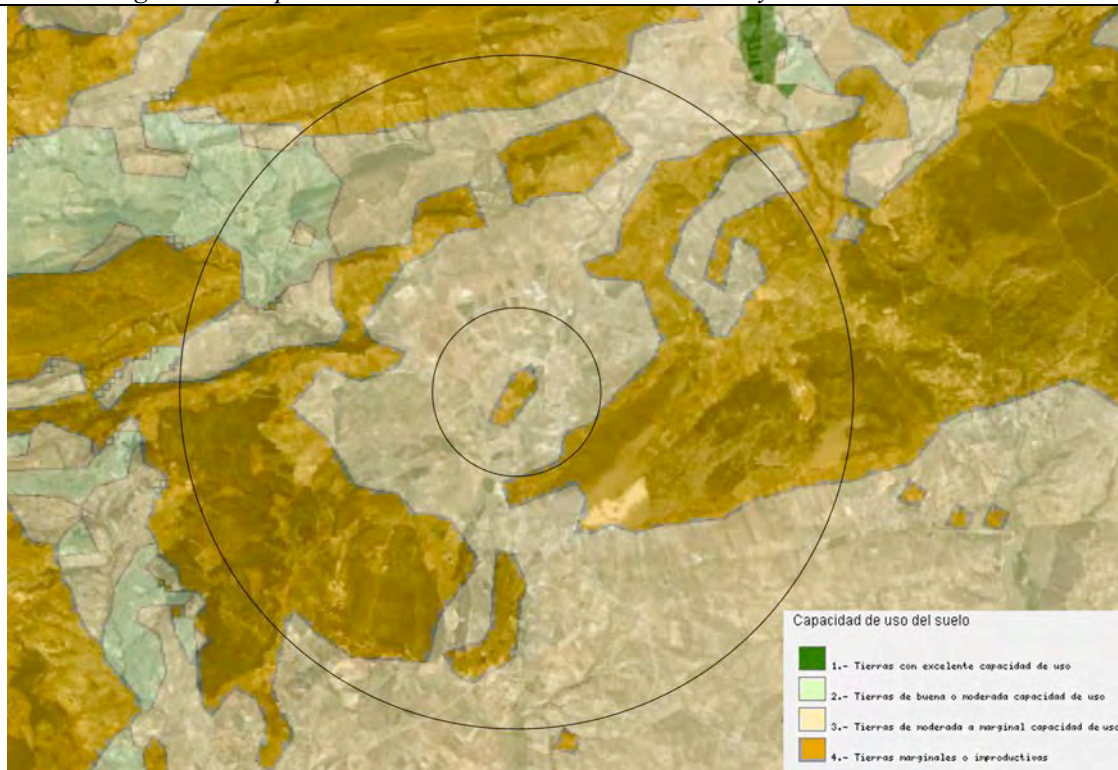 Capacidad de uso del suelo
1.- Tierras con excelente capacidad de uso
2.- Tierras de buena o moderada capacidad de uso
3.- Tierras de moderada a marginal capacidad de uso
4.- Tierras marginales o improductivas